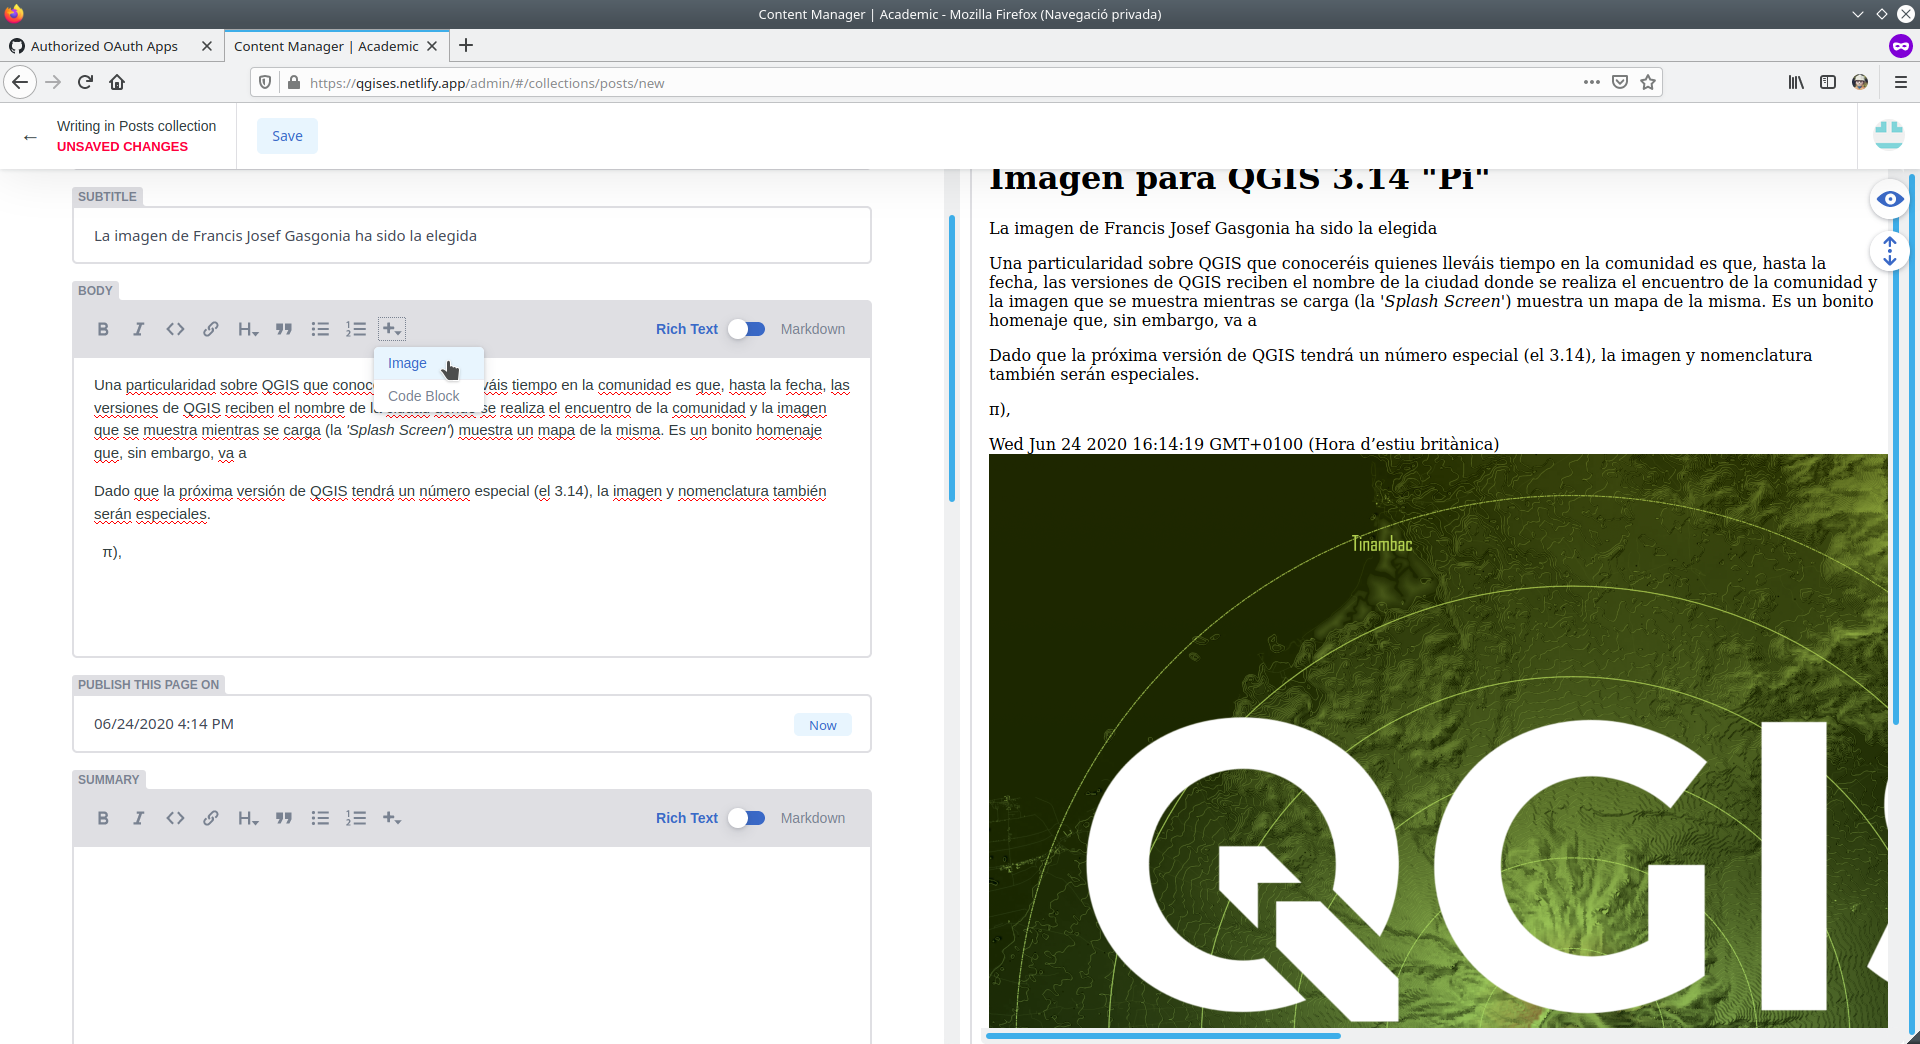 Content Manager | Academic - Mozilla Firefox (Navegació privada)
Authorized OAuth Apps
Content Manager | Academic
https://qgises.netlify.app/admin/#/collections/posts/new
Writing in Posts collection
UNSAVED CHANGES
Save
SUBTITLE
La imagen de Francis Josef Gasgonia ha sido la elegida
BODY
B I <> H
Rich Text Markdown
Image
Code Block
Una particularidad sobre QGIS que conoc váis tiempo en la comunidad es que, hasta la fecha, las
versiones de QGIS reciben el nombre de la se realiza el encuentro de la comunidad y la imagen
que se muestra mientras se carga (la 'Splash Screen') muestra un mapa de la misma. Es un bonito homenaje
que, sin embargo, va a
Dado que la próxima versión de QGIS tendrá un número especial (el 3.14), la imagen y nomenclatura también
serán especiales.
π),
PUBLISH THIS PAGE ON
06/24/2020 4:14 PM
Now
SUMMARY
B I <> H
Rich Text Markdown
Imagen para QGIS 3.14 "Pi"
La imagen de Francis Josef Gasgonia ha sido la elegida
Una particularidad sobre QGIS que conoceréis quienes lleváis tiempo en la comunidad es que, hasta la
fecha, las versiones de QGIS reciben el nombre de la ciudad donde se realiza el encuentro de la comunidad y
la imagen que se muestra mientras se carga (la 'Splash Screen') muestra un mapa de la misma. Es un bonito
homenaje que, sin embargo, va a
Dado que la próxima versión de QGIS tendrá un número especial (el 3.14), la imagen y nomenclatura
también serán especiales.
π),
Wed Jun 24 2020 16:14:19 GMT+0100 (Hora d’estiu britànica)
Tinambac
QGI